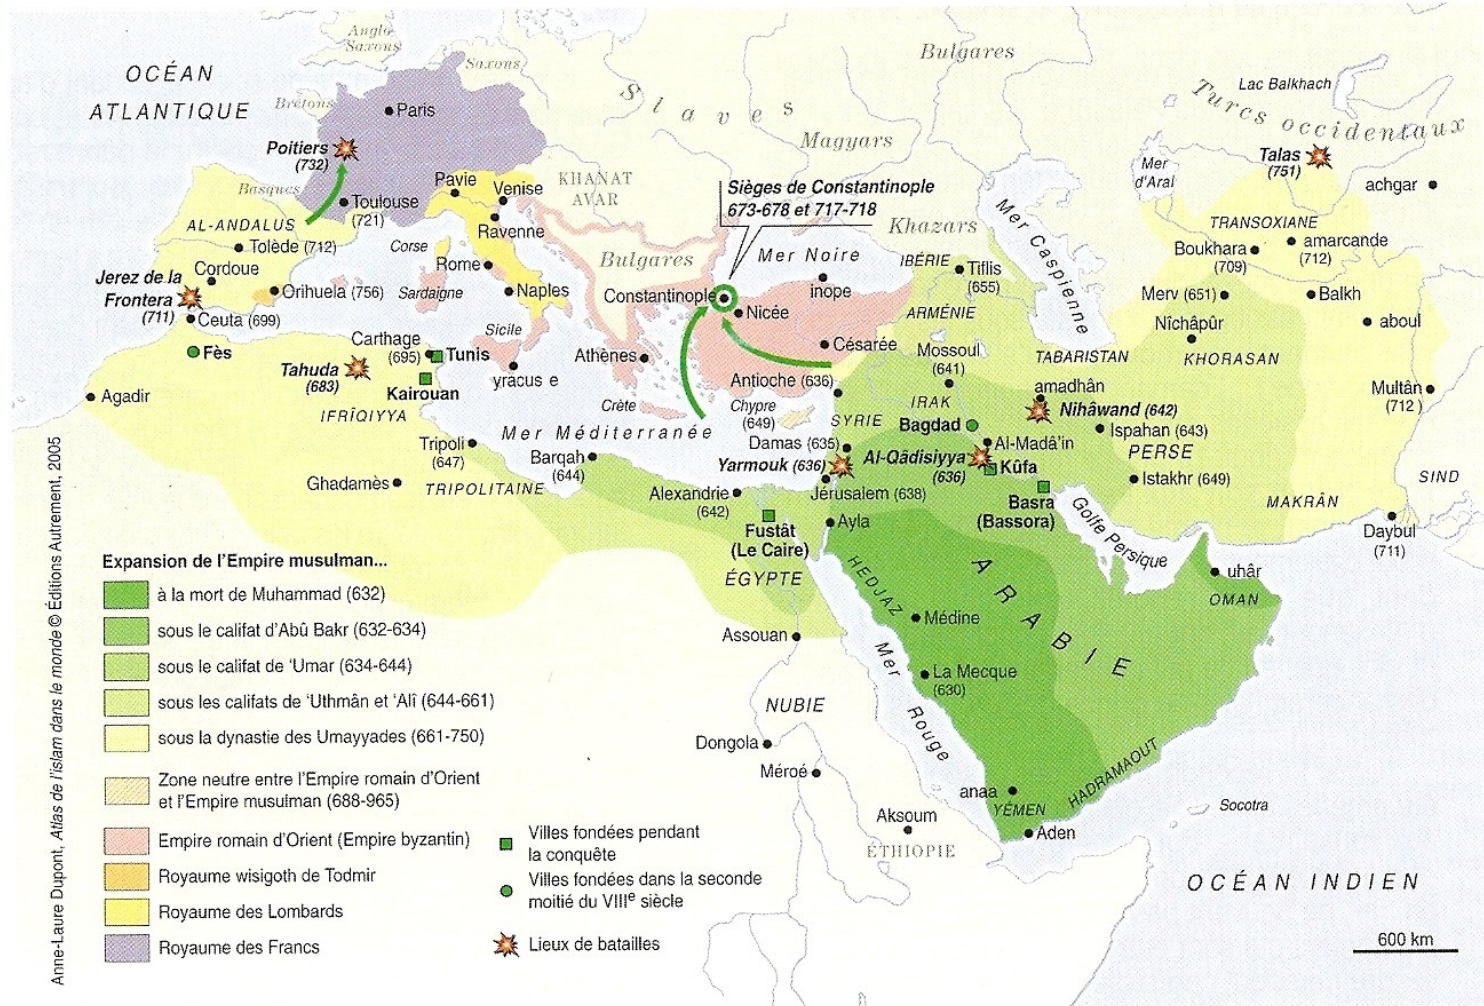 OCÉAN
ATLANTIQUE
Anglo
Saxons
Saxons
Bretons
Paris
Poitiers
(732)
Basques
Toulouse
(721)
AL-ANDALUS
Tolède (712)
Cordoue
Jerez de la
Frontera
(711)
Orihuela (756)
Ceuta (699)
Fès
Agadir
Pavie
Venise
Ravenne
Corse
Rome
Sardaigne
Naples
Sicile
yracus e
Carthage
(695)
Tunis
Tahuda
(683)
Kairouan
IFRÎQIYYA
Tripoli
(647)
Ghadamès
TRIPOLITAINE
Mer Méditerranée
Barqah
(644)
Slaves
Bulgares
Magyars
KHANAT
AVAR
Bulgares
Sièges de Constantinople
673-678 et 717-718
Khazars
Mer Noire
Constantinople
Nicée
inope
Athènes
Crète
Césarée
Antioche (636)
Chypre
(649)
IBÉRIE
Tiflis
(655)
ARMÉNIE
Mer Caspienne
Mossoul
(641)
TABARISTAN
SYRIE
IRAK
Bagdad
amadhân
Nihâwand (642)
Damas (635)
Yarmouk (636)
Al-Qâdisiyya
(636)
Al-Madâ’in
Kûfa
Ispahan (643)
PERSE
Istakhr (649)
Basra
(Bassora)
Golfe Persique
Alexandrie
(642)
Jérusalem (638)
Ayla
Fustât
(Le Caire)
ÉGYPTE
Assouan
Lac Balkhach
Turcs occidentaux
Talas
(751)
Mer
d’Aral
achgar
TRANSOXIANE
Boukhara
(709)
amarcande
(712)
Merv (651)
Balkh
Nîchâpûr
aboul
KHORASAN
Multân
(712 )
SIND
MAKRÂN
Daybul
(711)
HEDJAZ
Médine
La Mecque
(630)
ARABIE
uhâr
OMAN
Mer Rouge
NUBIE
Dongola
Méroé
Aksoum
ÉTHIOPIE
anaa
YÉMEN
Aden
HADRAMAOUT
Socotra
OCÉAN INDIEN
600 km
Expansion de l’Empire musulman...
à la mort de Muhammad (632)
sous le califat d’Abû Bakr (632-634)
sous le califat de ‘Umar (634-644)
sous les califats de ‘Uthmân et ‘Alî (644-661)
sous la dynastie des Umayyades (661-750)
Zone neutre entre l’Empire romain d’Orient
et l’Empire musulman (688-965)
Empire romain d’Orient (Empire byzantin)
Royaume wisigoth de Todmir
Royaume des Lombards
Royaume des Francs
Villes fondées pendant
la conquête
Villes fondées dans la seconde
moitié du VIIIe siècle
Lieux de batailles
Anne-Laure Dupont, Atlas de l’islam dans le monde © Éditions Autrement, 2005